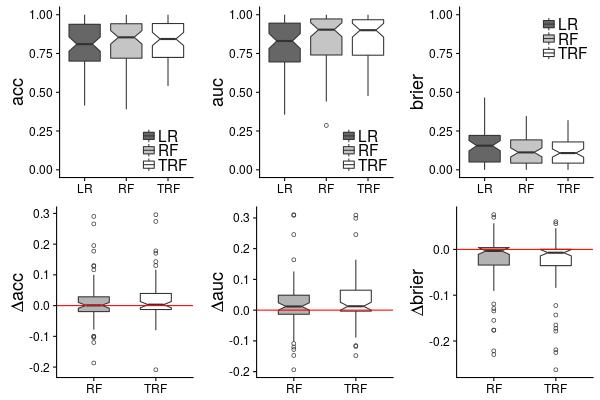 acc
1.00
0.75
0.50
0.25
0.00
LR
RF
TRF
LR RF TRF
auc
1.00
0.75
0.50
0.25
0.00
LR
RF
TRF
LR RF TRF
brier
1.00
0.75
0.50
0.25
0.00
LR
RF
TRF
LR RF TRF
Δacc
0.3
0.2
0.1
0.0
-0.1
-0.2
RF TRF
Δauc
0.3
0.2
0.1
0.0
-0.1
-0.2
RF TRF
Δbrier
0.0
-0.1
-0.2
RF TRF